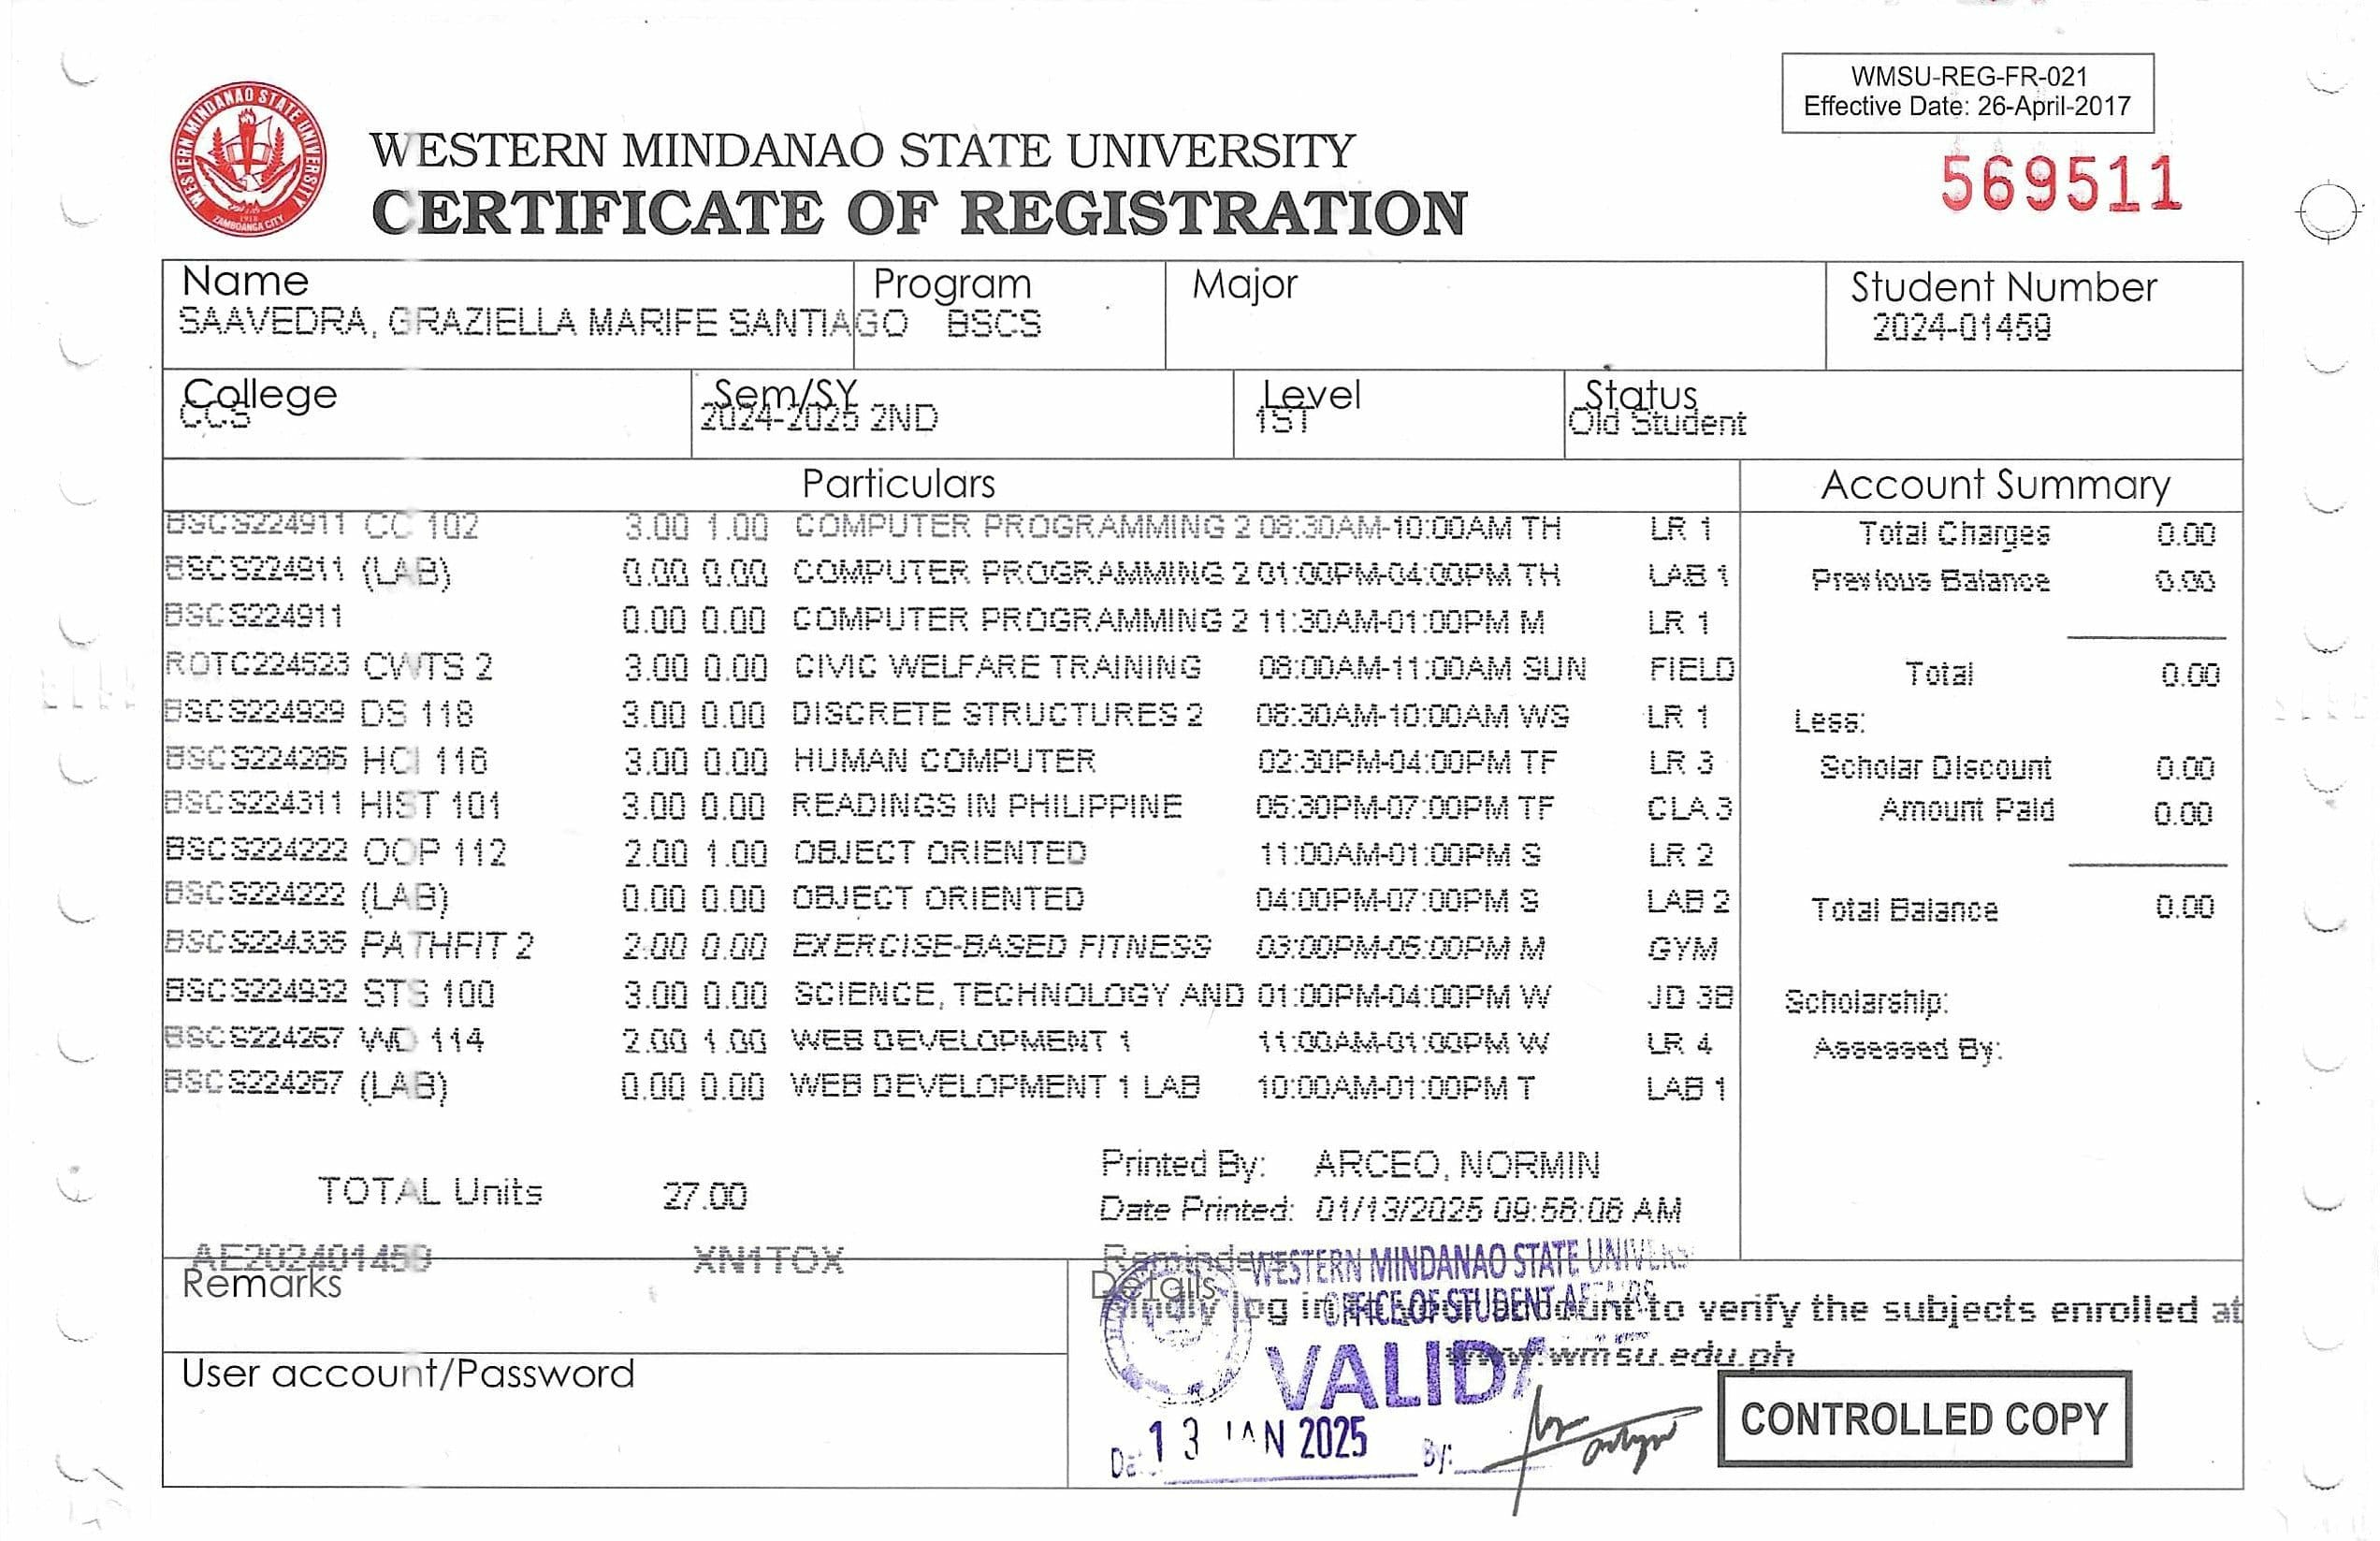 WMSU-REG-FR-021
Effective Date: 26-April-2017
WESTERN MINDANAO STATE UNIVERSITY
ZAMBOANGA CITY
WESTERN MINDANAO STATE UNIVERSITY
CERTIFICATE OF REGISTRATION
569511
Name Program Major Student Number
SAAVEDRA, GRAZIELLA MARIFE SANTIAGO BSCS 2024-01459
College Sem/SY Level Status
CCS 2024-2025 2ND 1ST Old Student
Particulars Account Summary
BSCS224911 CC 102 3.00 1.00 COMPUTER PROGRAMMING 2 08:30AM-10:00AM TH LR 1 Total Charges 0.00
BSCS224911 (LAB) 0.00 0.00 COMPUTER PROGRAMMING 2 01:00PM-04:00PM TH LAB 1 Previous Balance 0.00
BSCS224911 0.00 0.00 COMPUTER PROGRAMMING 2 11:30AM-01:00PM M LR 1
ROTC224523 CWTS 2 3.00 0.00 CIVIC WELFARE TRAINING 08:00AM-11:00AM SUN FIELD Total 0.00
BSCS224929 DS 118 3.00 0.00 DISCRETE STRUCTURES 2 08:30AM-10:00AM WS LR 1 Less:
BSCS224285 HCI 116 3.00 0.00 HUMAN COMPUTER 02:30PM-04:00PM TF LR 3 Scholar Discount 0.00
BSCS224311 HIST 101 3.00 0.00 READINGS IN PHILIPPINE 05:30PM-07:00PM TF CLA 3 Amount Paid 0.00
BSCS224222 OOP 112 2.00 1.00 OBJECT ORIENTED 11:00AM-01:00PM S LR 2
BSCS224222 (LAB) 0.00 0.00 OBJECT ORIENTED 04:00PM-07:00PM S LAB 2 Total Balance 0.00
BSCS224335 PATHFIT 2 2.00 0.00 EXERCISE-BASED FITNESS 03:00PM-05:00PM M GYM
BSCS224932 STS 100 3.00 0.00 SCIENCE, TECHNOLOGY AND 01:00PM-04:00PM W JD 3B Scholarship:
BSCS224267 WD 114 2.00 1.00 WEB DEVELOPMENT 1 11:00AM-01:00PM W LR 4 Assessed By:
BSCS224267 (LAB) 0.00 0.00 WEB DEVELOPMENT 1 LAB 10:00AM-01:00PM T LAB 1
Printed By: ARCEO, NORMIN
TOTAL Units 27.00
Date Printed: 01/13/2025 09:56:06 AM
AE202401459 XN1TOX
Remarks Details
WESTERN MINDANAO STATE
OFFICE OF STUDENT AFFAIRS
log in to verify the subjects enrolled at
wmsu.edu.ph
User account/Password
VALID
13 JAN 2025 By:
CONTROLLED COPY